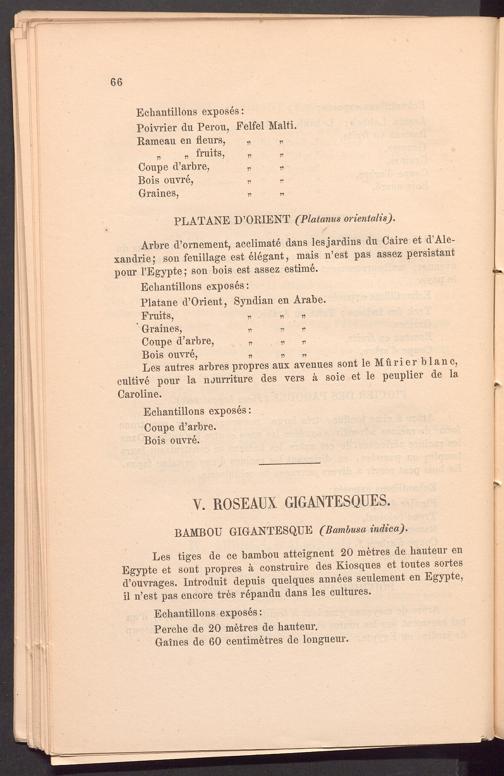 66
Echantillons exposés:
Poivrier du Perou, Felfel Malti.
Rameau en fleurs, „ „
„ „ fruits, „ „
Coupe d'arbre, „ „
Bois ouvré, „ „
Graines, „ „
PLATANE D'ORIENT (Platanus orientalis).
Arbre d'ornement, acclimaté dans les jardins du Caire et d'Ale-
xandrie; son feuillage est élégant, mais n'est pas assez persistant
pour l'Egypte; son bois est assez estimé.
Echantillons exposés:
Platane d'Orient, Syndian en Arabe.
Fruits, „ „ „
Graines, „ „ „
Coupe d'arbre, „ „ „
Bois ouvré, „ „ „
Les autres arbres propres aux avenues sont le Mûrier blanc,
cultivé pour la nourriture des vers à soie et le peuplier de la
Caroline.
Echantillons exposés:
Coupe d'arbre.
Bois ouvré.
V. ROSEAUX GIGANTESQUES.
BAMBOU GIGANTESQUE (Bambusa indica).
Les tiges de ce bambou atteignent 20 mètres de hauteur en
Egypte et sont propres à construire des Kiosques et toutes sortes
d'ouvrages. Introduit depuis quelques années seulement en Egypte,
il n'est pas encore très répandu dans les cultures.
Echantillons exposés:
Perche de 20 mètres de hauteur.
Gaînes de 60 centimètres de longueur.